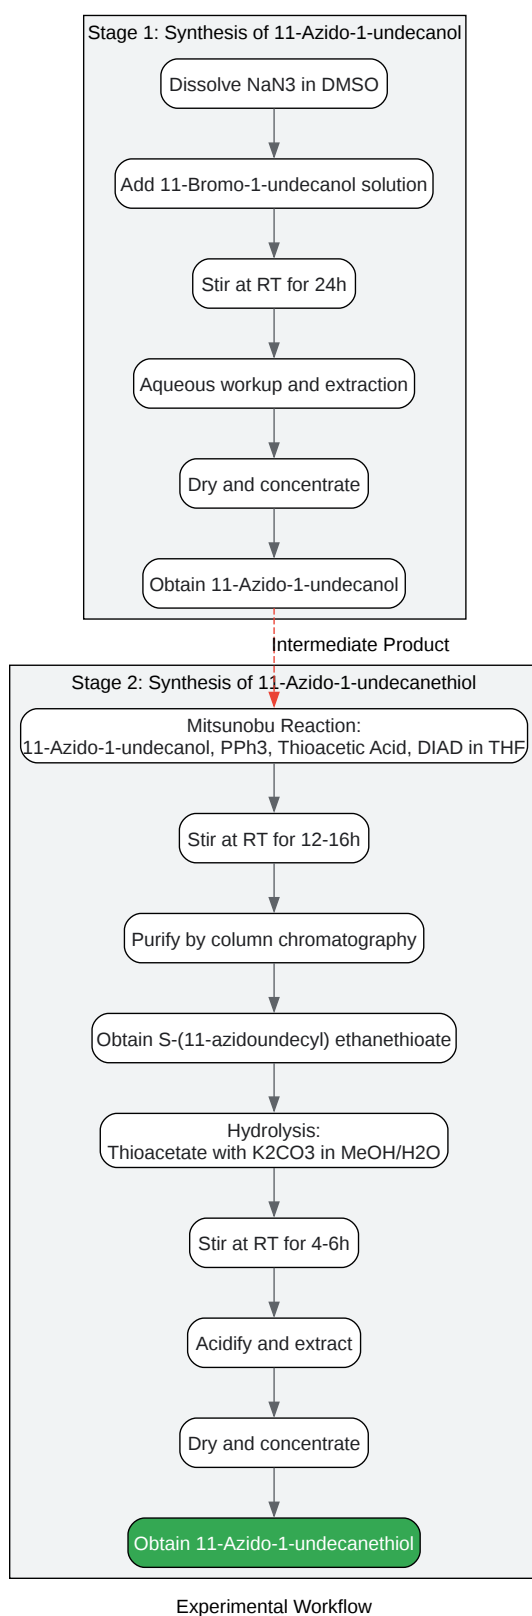 Stage 1: Synthesis of 11-Azido-1-undecanol
Dissolve NaN3 in DMSO
Add 11-Bromo-1-undecanol solution
Stir at RT for 24h
Aqueous workup and extraction
Dry and concentrate
Obtain 11-Azido-1-undecanol
Intermediate Product
Stage 2: Synthesis of 11-Azido-1-undecanethiol
Mitsunobu Reaction:
11-Azido-1-undecanol, PPh3, Thioacetic Acid, DIAD in THF
Stir at RT for 12-16h
Purify by column chromatography
Obtain S-(11-azidoundecyl) ethanethioate
Hydrolysis:
Thioacetate with K2CO3 in MeOH/H2O
Stir at RT for 4-6h
Acidify and extract
Dry and concentrate
Obtain 11-Azido-1-undecanethiol
Experimental Workflow